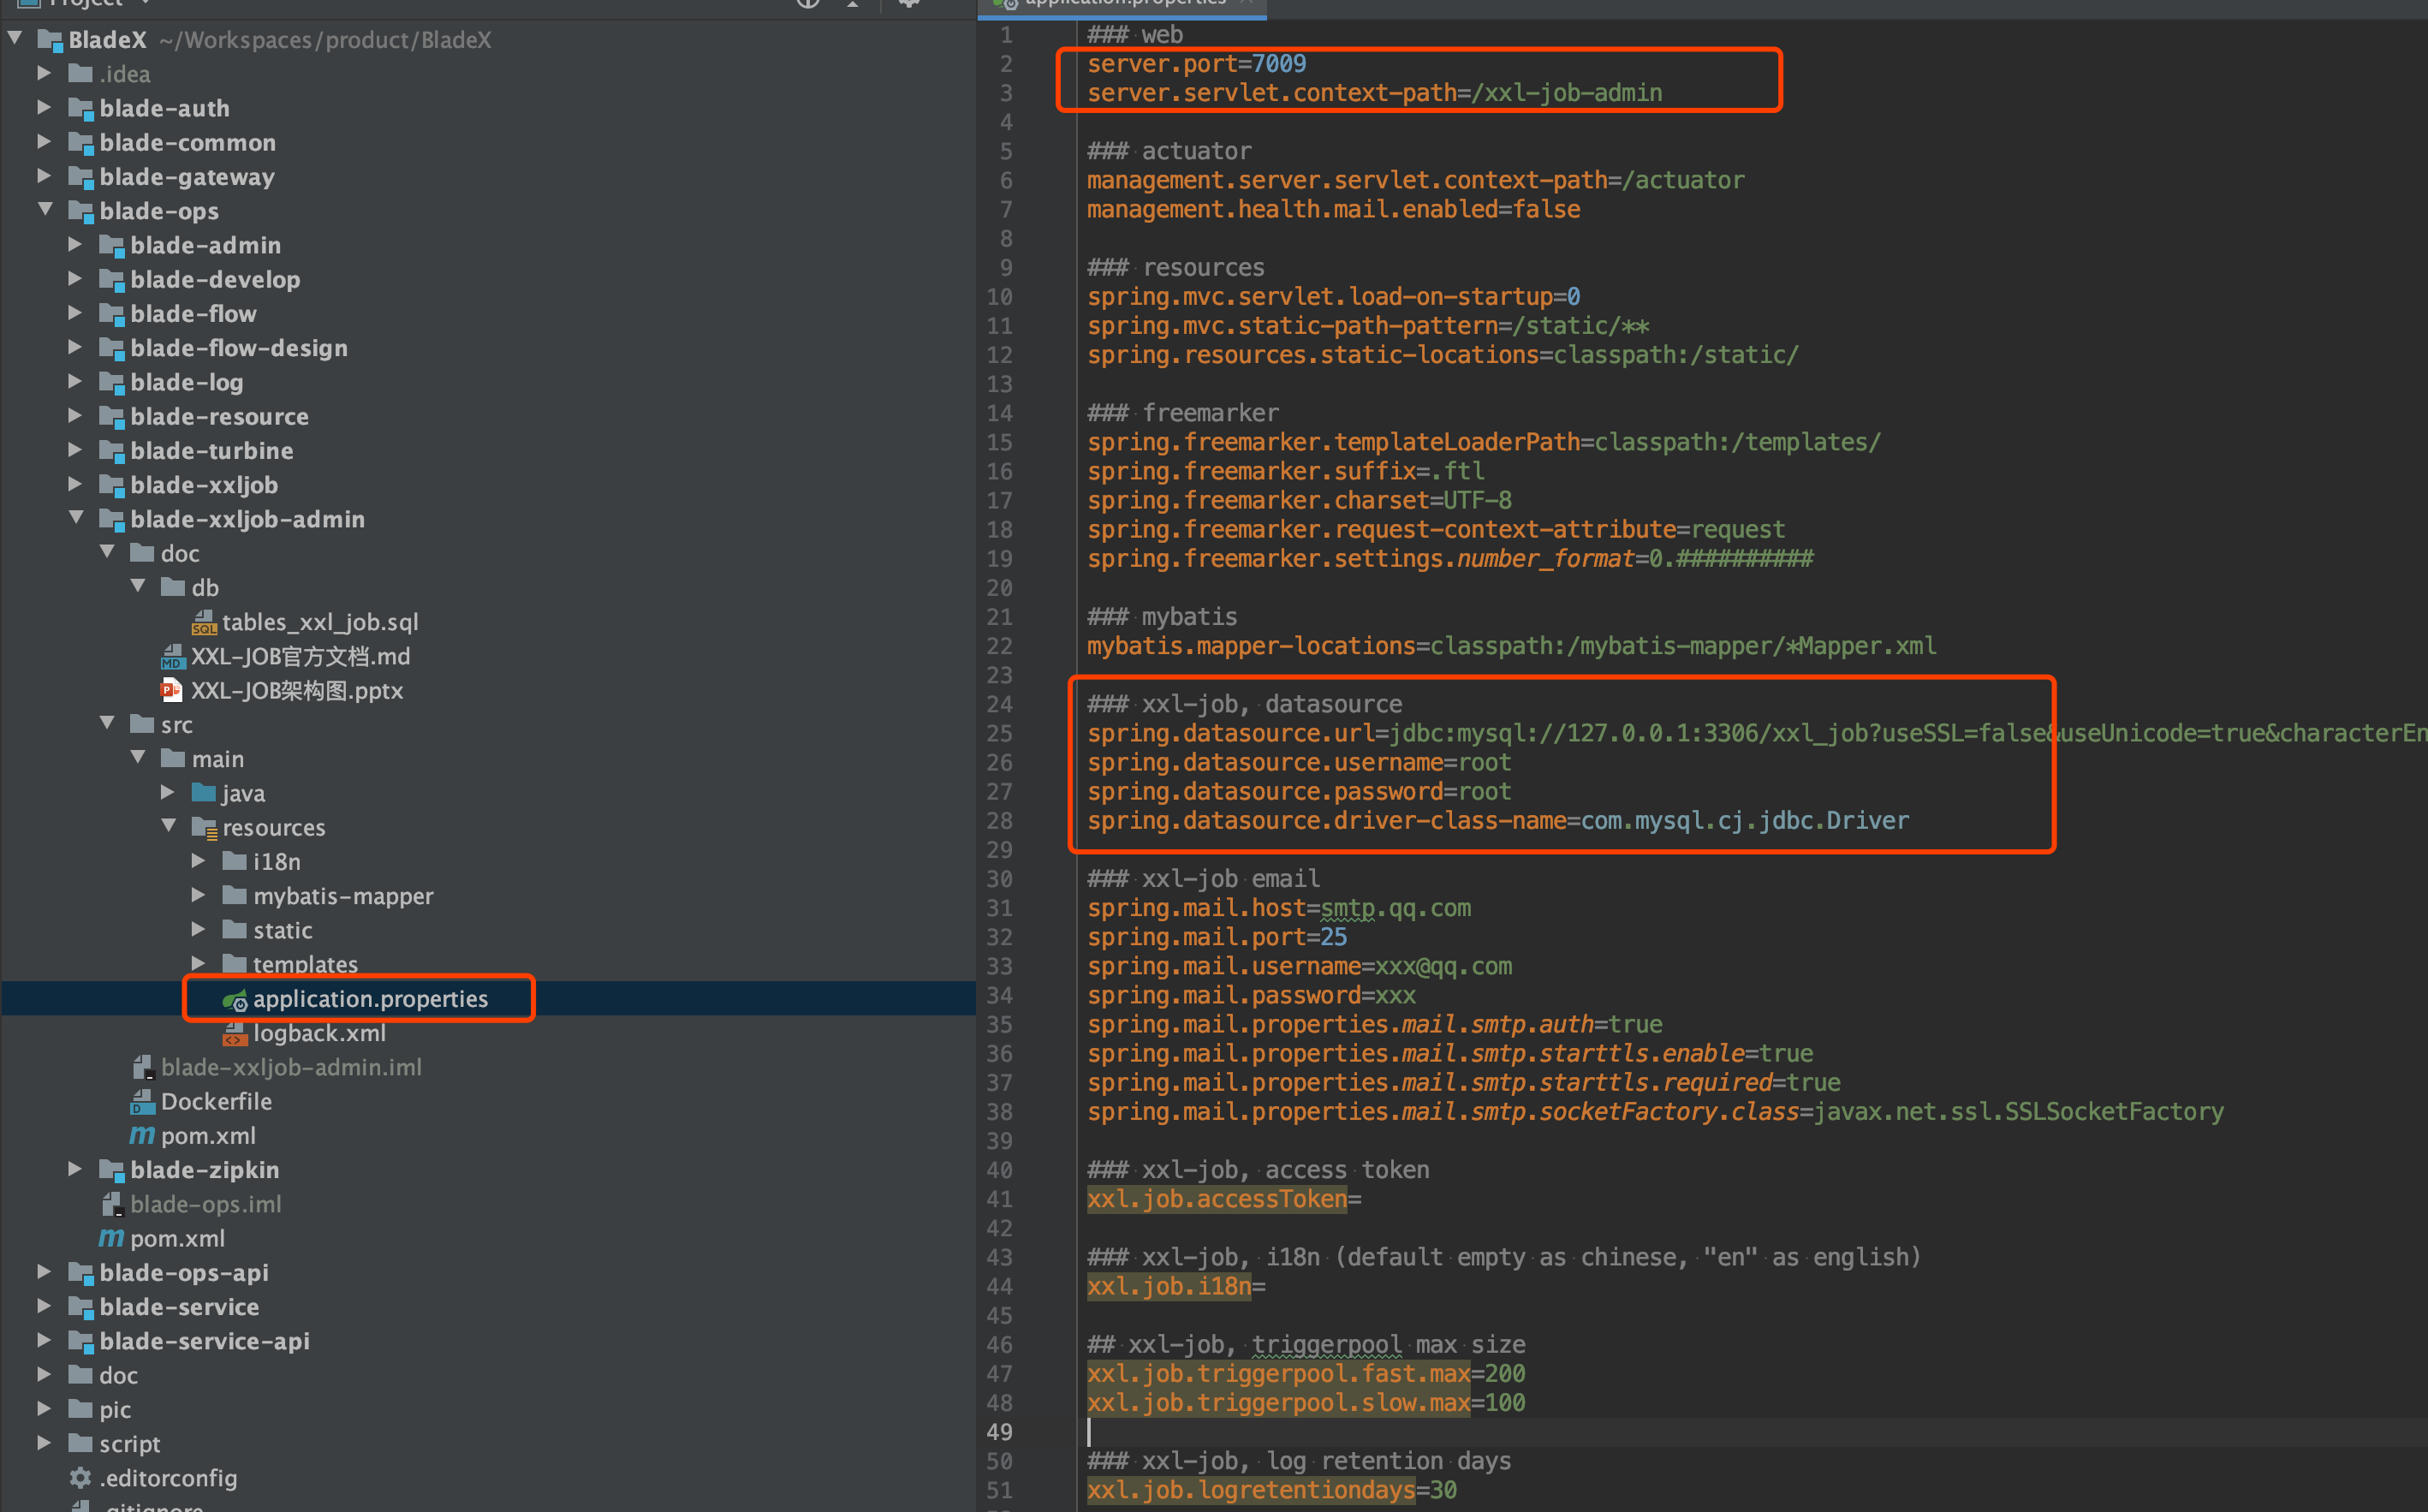 Project
BladeX ~/Workspaces/product/BladeX
.idea
blade-auth
blade-common
blade-gateway
blade-ops
blade-admin
blade-develop
blade-flow
blade-flow-design
blade-log
blade-resource
blade-turbine
blade-xxljob
blade-xxljob-admin
doc
db
tables_xxl_job.sql
XXL-JOB官方文档.md
XXL-JOB架构图.pptx
src
main
java
resources
i18n
mybatis-mapper
static
templates
application.properties
logback.xml
blade-xxljob-admin.iml
Dockerfile
pom.xml
blade-zipkin
blade-ops.iml
pom.xml
blade-ops-api
blade-service
blade-service-api
doc
pic
script
.editorconfig
.gitignore
application.properties
1 ### web
2 server.port=7009
3 server.servlet.context-path=/xxl-job-admin
4
5 ### actuator
6 management.server.servlet.context-path=/actuator
7 management.health.mail.enabled=false
8
9 ### resources
10 spring.mvc.servlet.load-on-startup=0
11 spring.mvc.static-path-pattern=/static/**
12 spring.resources.static-locations=classpath:/static/
13
14 ### freemarker
15 spring.freemarker.templateLoaderPath=classpath:/templates/
16 spring.freemarker.suffix=.ftl
17 spring.freemarker.charset=UTF-8
18 spring.freemarker.request-context-attribute=request
19 spring.freemarker.settings.number_format=0.##########
20
21 ### mybatis
22 mybatis.mapper-locations=classpath:/mybatis-mapper/*Mapper.xml
23
24 ### xxl-job, datasource
25 spring.datasource.url=jdbc:mysql://127.0.0.1:3306/xxl_job?useSSL=false&useUnicode=true&characterEn
26 spring.datasource.username=root
27 spring.datasource.password=root
28 spring.datasource.driver-class-name=com.mysql.cj.jdbc.Driver
29
30 ### xxl-job email
31 spring.mail.host=smtp.qq.com
32 spring.mail.port=25
33 spring.mail.username=xxx@qq.com
34 spring.mail.password=xxx
35 spring.mail.properties.mail.smtp.auth=true
36 spring.mail.properties.mail.smtp.starttls.enable=true
37 spring.mail.properties.mail.smtp.starttls.required=true
38 spring.mail.properties.mail.smtp.socketFactory.class=javax.net.ssl.SSLSocketFactory
39
40 ### xxl-job, access token
41 xxl.job.accessToken=
42
43 ### xxl-job, i18n (default empty as chinese, "en" as english)
44 xxl.job.i18n=
45
46 ## xxl-job, triggerpool max size
47 xxl.job.triggerpool.fast.max=200
48 xxl.job.triggerpool.slow.max=100
49
50 ### xxl-job, log retention days
51 xxl.job.logretentiondays=30